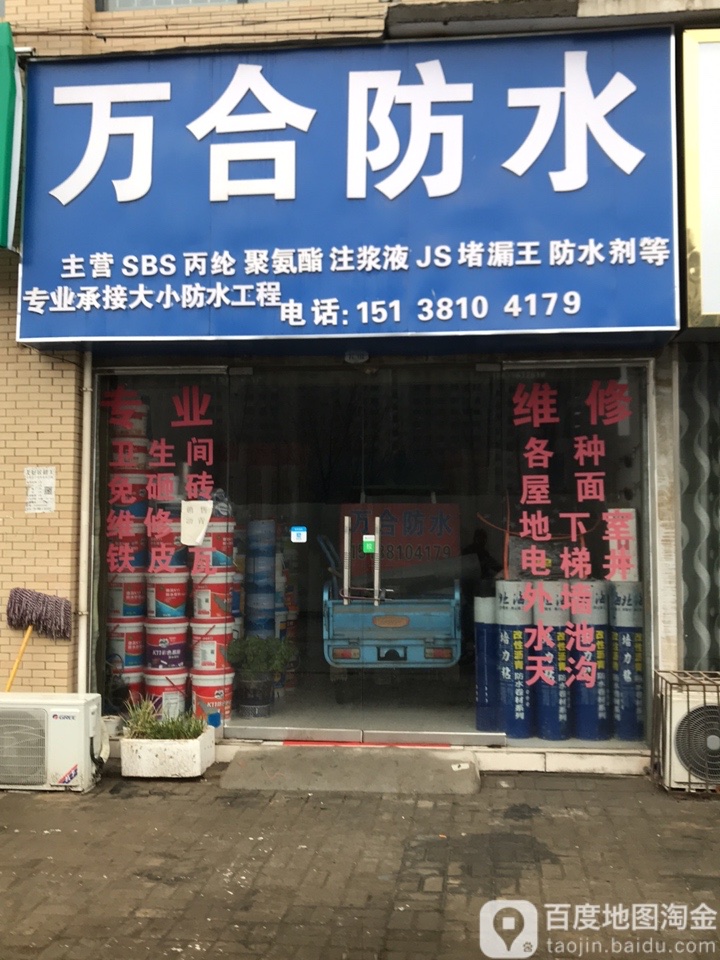 万合防水
主营 SBS 丙纶 聚氨酯 注浆液 JS 堵漏王 防水剂等
专业承接大小防水工程
电话: 151 3810 4179
专业
卫生间
免砸砖
维修
铁皮瓦
维修
各种
屋面
地下室
电梯井
外墙
水池
天沟
万合防水
15138104179
GREE
百度地图淘金
taojin.baidu.com